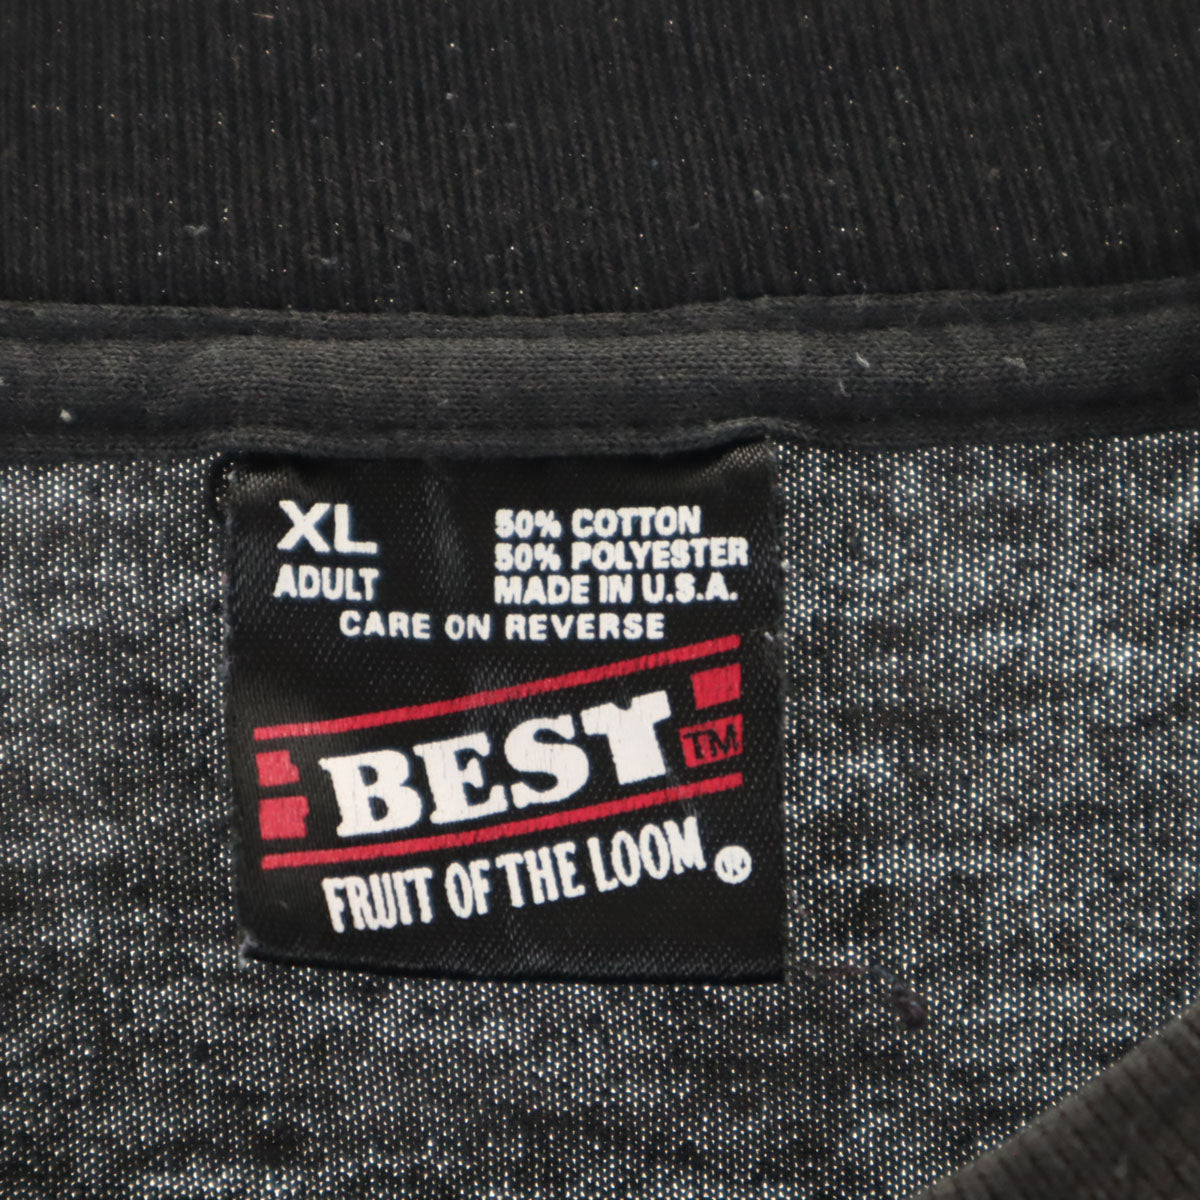 XL
ADULT
50% COTTON
50% POLYESTER
MADE IN U.S.A.
CARE ON REVERSE
BEST TM
FRUIT OF THE LOOM ®